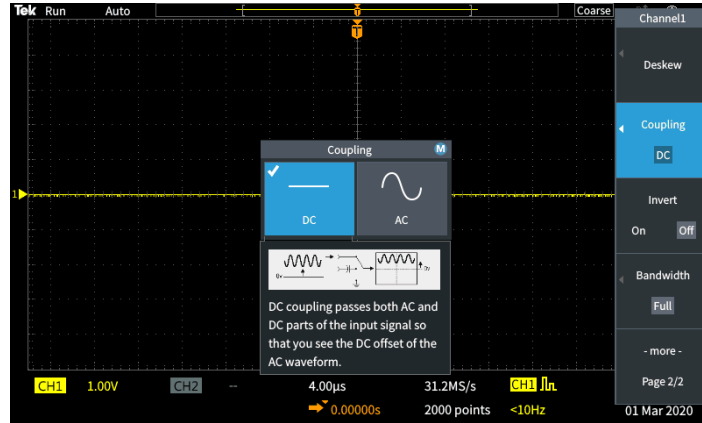 Tek Run Auto Coarse
T
T
Channel1
Deskew
Coupling
DC
Invert
On Off
Bandwidth
Full
- more -
Page 2/2
Coupling M
DC AC
0v
DC coupling passes both AC and
DC parts of the input signal so
that you see the DC offset of the
AC waveform.
1
CH1 1.00V CH2 -- 4.00µs 31.2MS/s CH1
0.00000s 2000 points <10Hz 01 Mar 2020